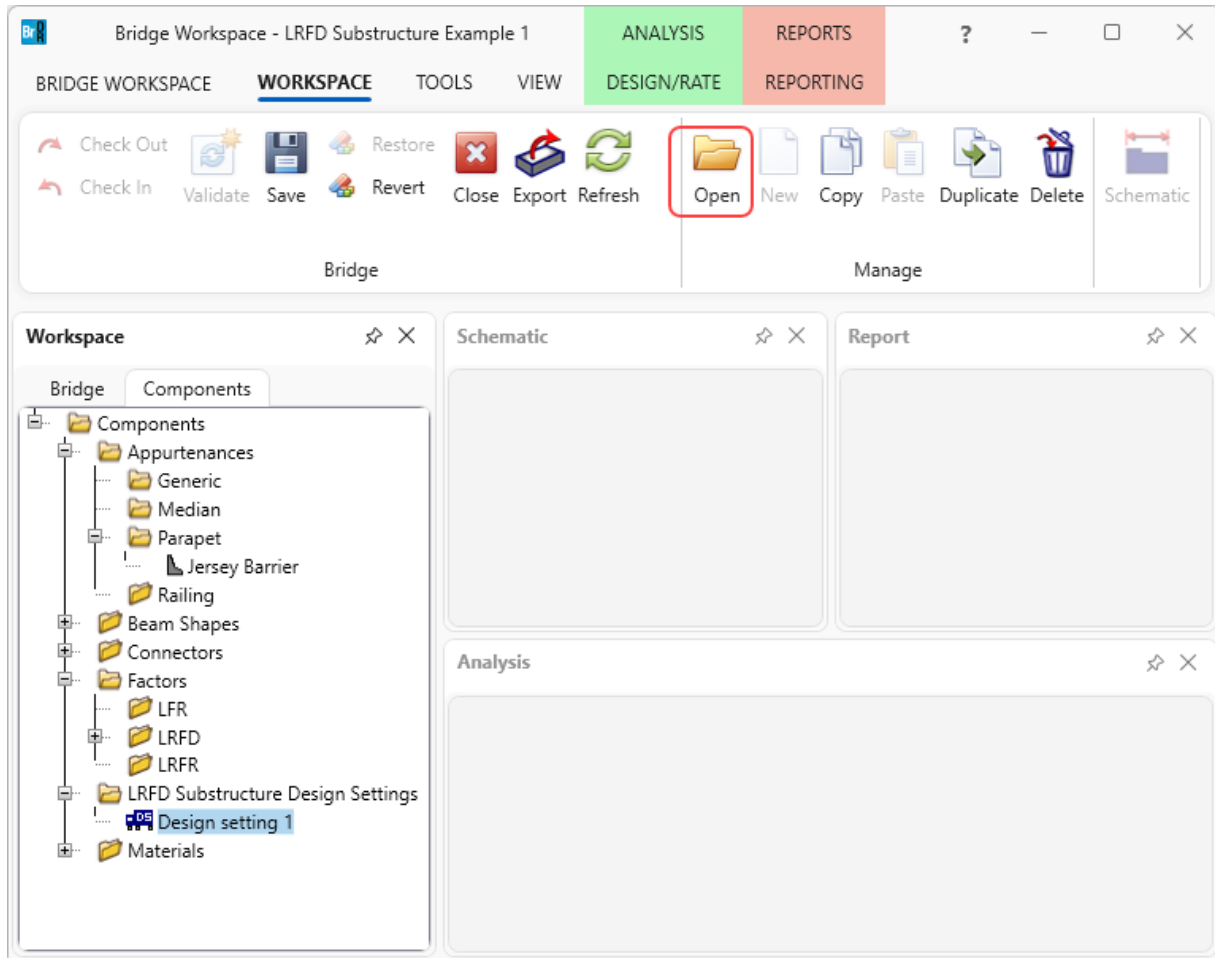 Br Bridge Workspace - LRFD Substructure Example 1 ANALYSIS REPORTS ?
BRIDGE WORKSPACE WORKSPACE TOOLS VIEW DESIGN/RATE REPORTING
Check Out Restore
Check In Validate Save Revert Close Export Refresh Open New Copy Paste Duplicate Delete Schematic
Bridge Manage
Workspace Schematic Report
Bridge Components
Components
Appurtenances
Generic
Median
Parapet
Jersey Barrier
Railing
Beam Shapes
Connectors
Analysis
Factors
LFR
LRFD
LRFR
LRFD Substructure Design Settings
DS Design setting 1
Materials